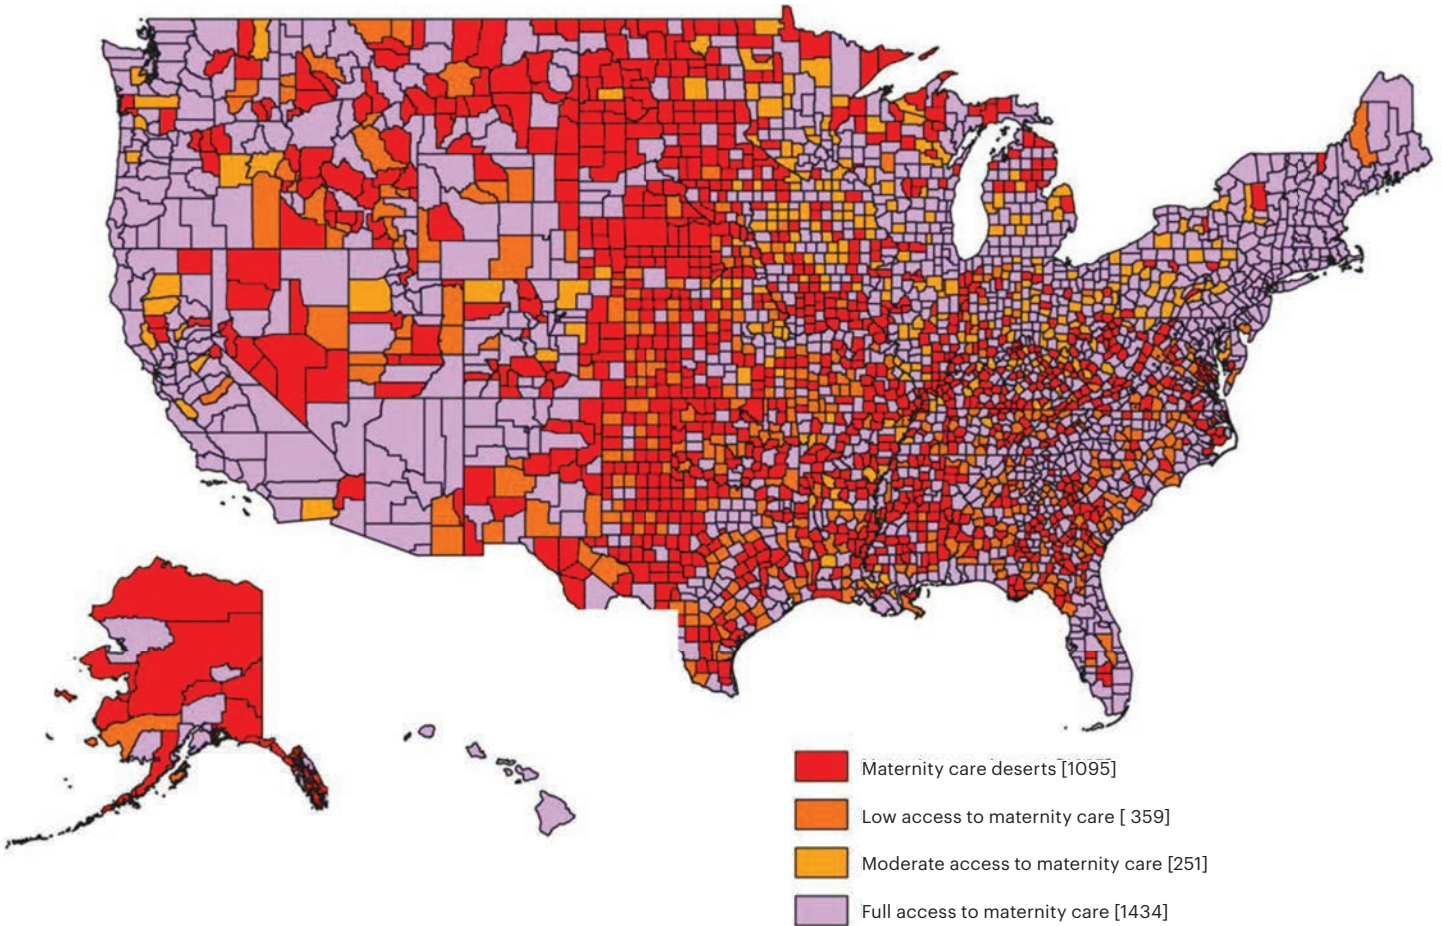 Maternity care deserts [1095]
Low access to maternity care [ 359]
Moderate access to maternity care [251]
Full access to maternity care [1434]